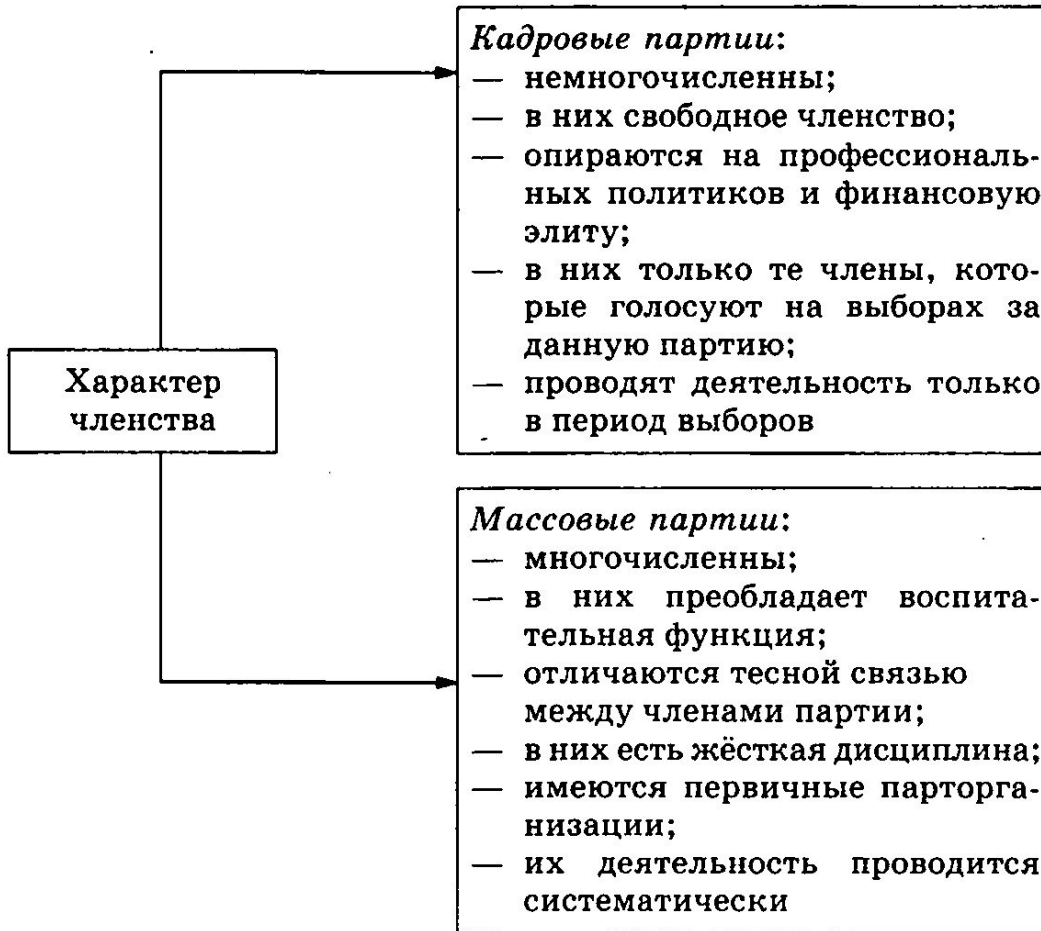 Кадровые партии:
— немногочисленны;
— в них свободное членство;
— опираются на профессиональ-
ных политиков и финансовую
элиту;
— в них только те члены, кото-
рые голосуют на выборах за
данную партию;
— проводят деятельность только
в период выборов
Характер
членства
Массовые партии:
— многочисленны;
— в них преобладает воспита-
тельная функция;
— отличаются тесной связью
между членами партии;
— в них есть жёсткая дисциплина;
— имеются первичные парторга-
низации;
— их деятельность проводится
систематически